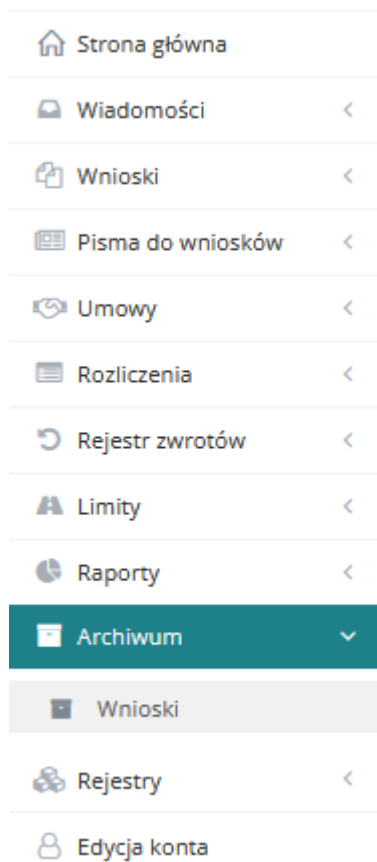 Strona główna
Wiadomości
Wnioski
Pisma do wniosków
Umowy
Rozliczenia
Rejestr zwrotów
Limity
Raporty
Archiwum
Wnioski
Rejestry
Edycja konta